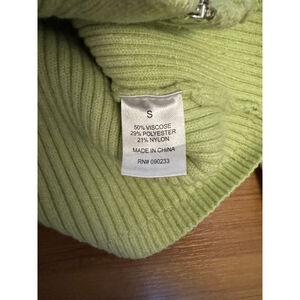 S
50% VISCOSE
29% POLYESTER
21% NYLON
MADE IN CHINA
RN# 090233